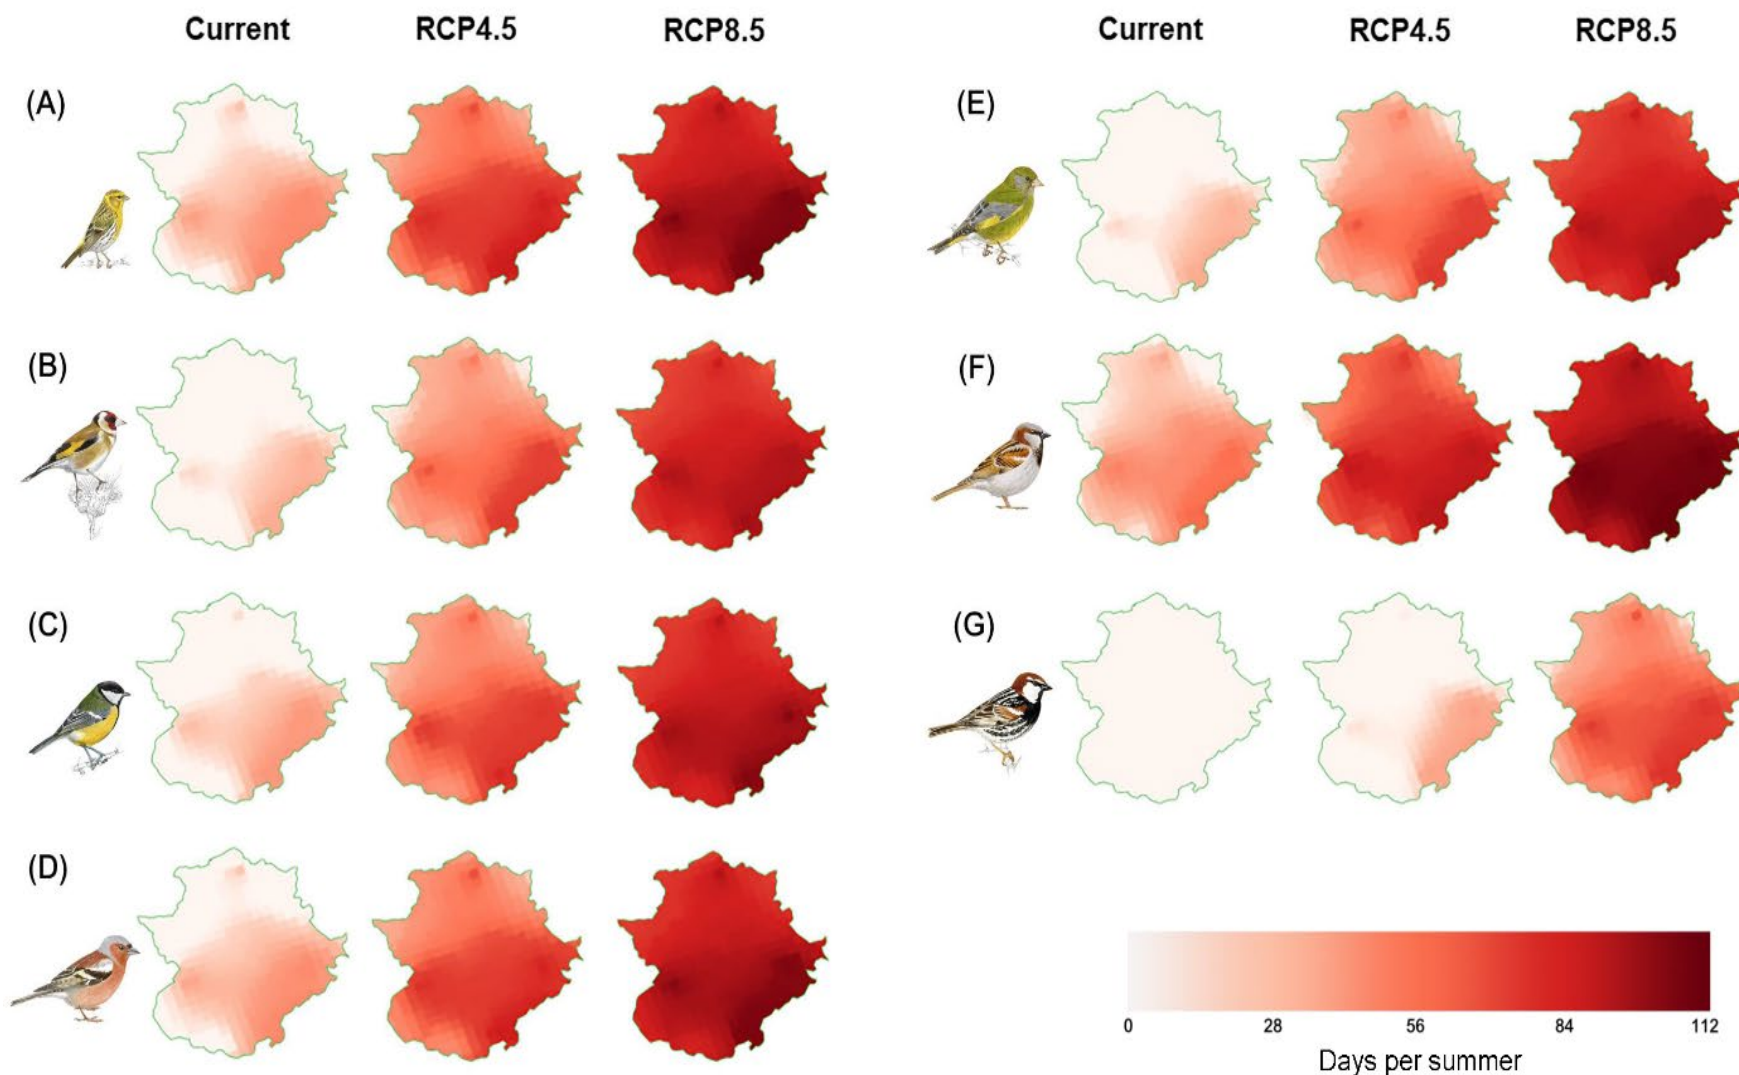 Current RCP4.5 RCP8.5 Current RCP4.5 RCP8.5
(A)
(E)
(B)
(F)
(C)
(G)
(D)
0 28 56 84 112
Days per summer